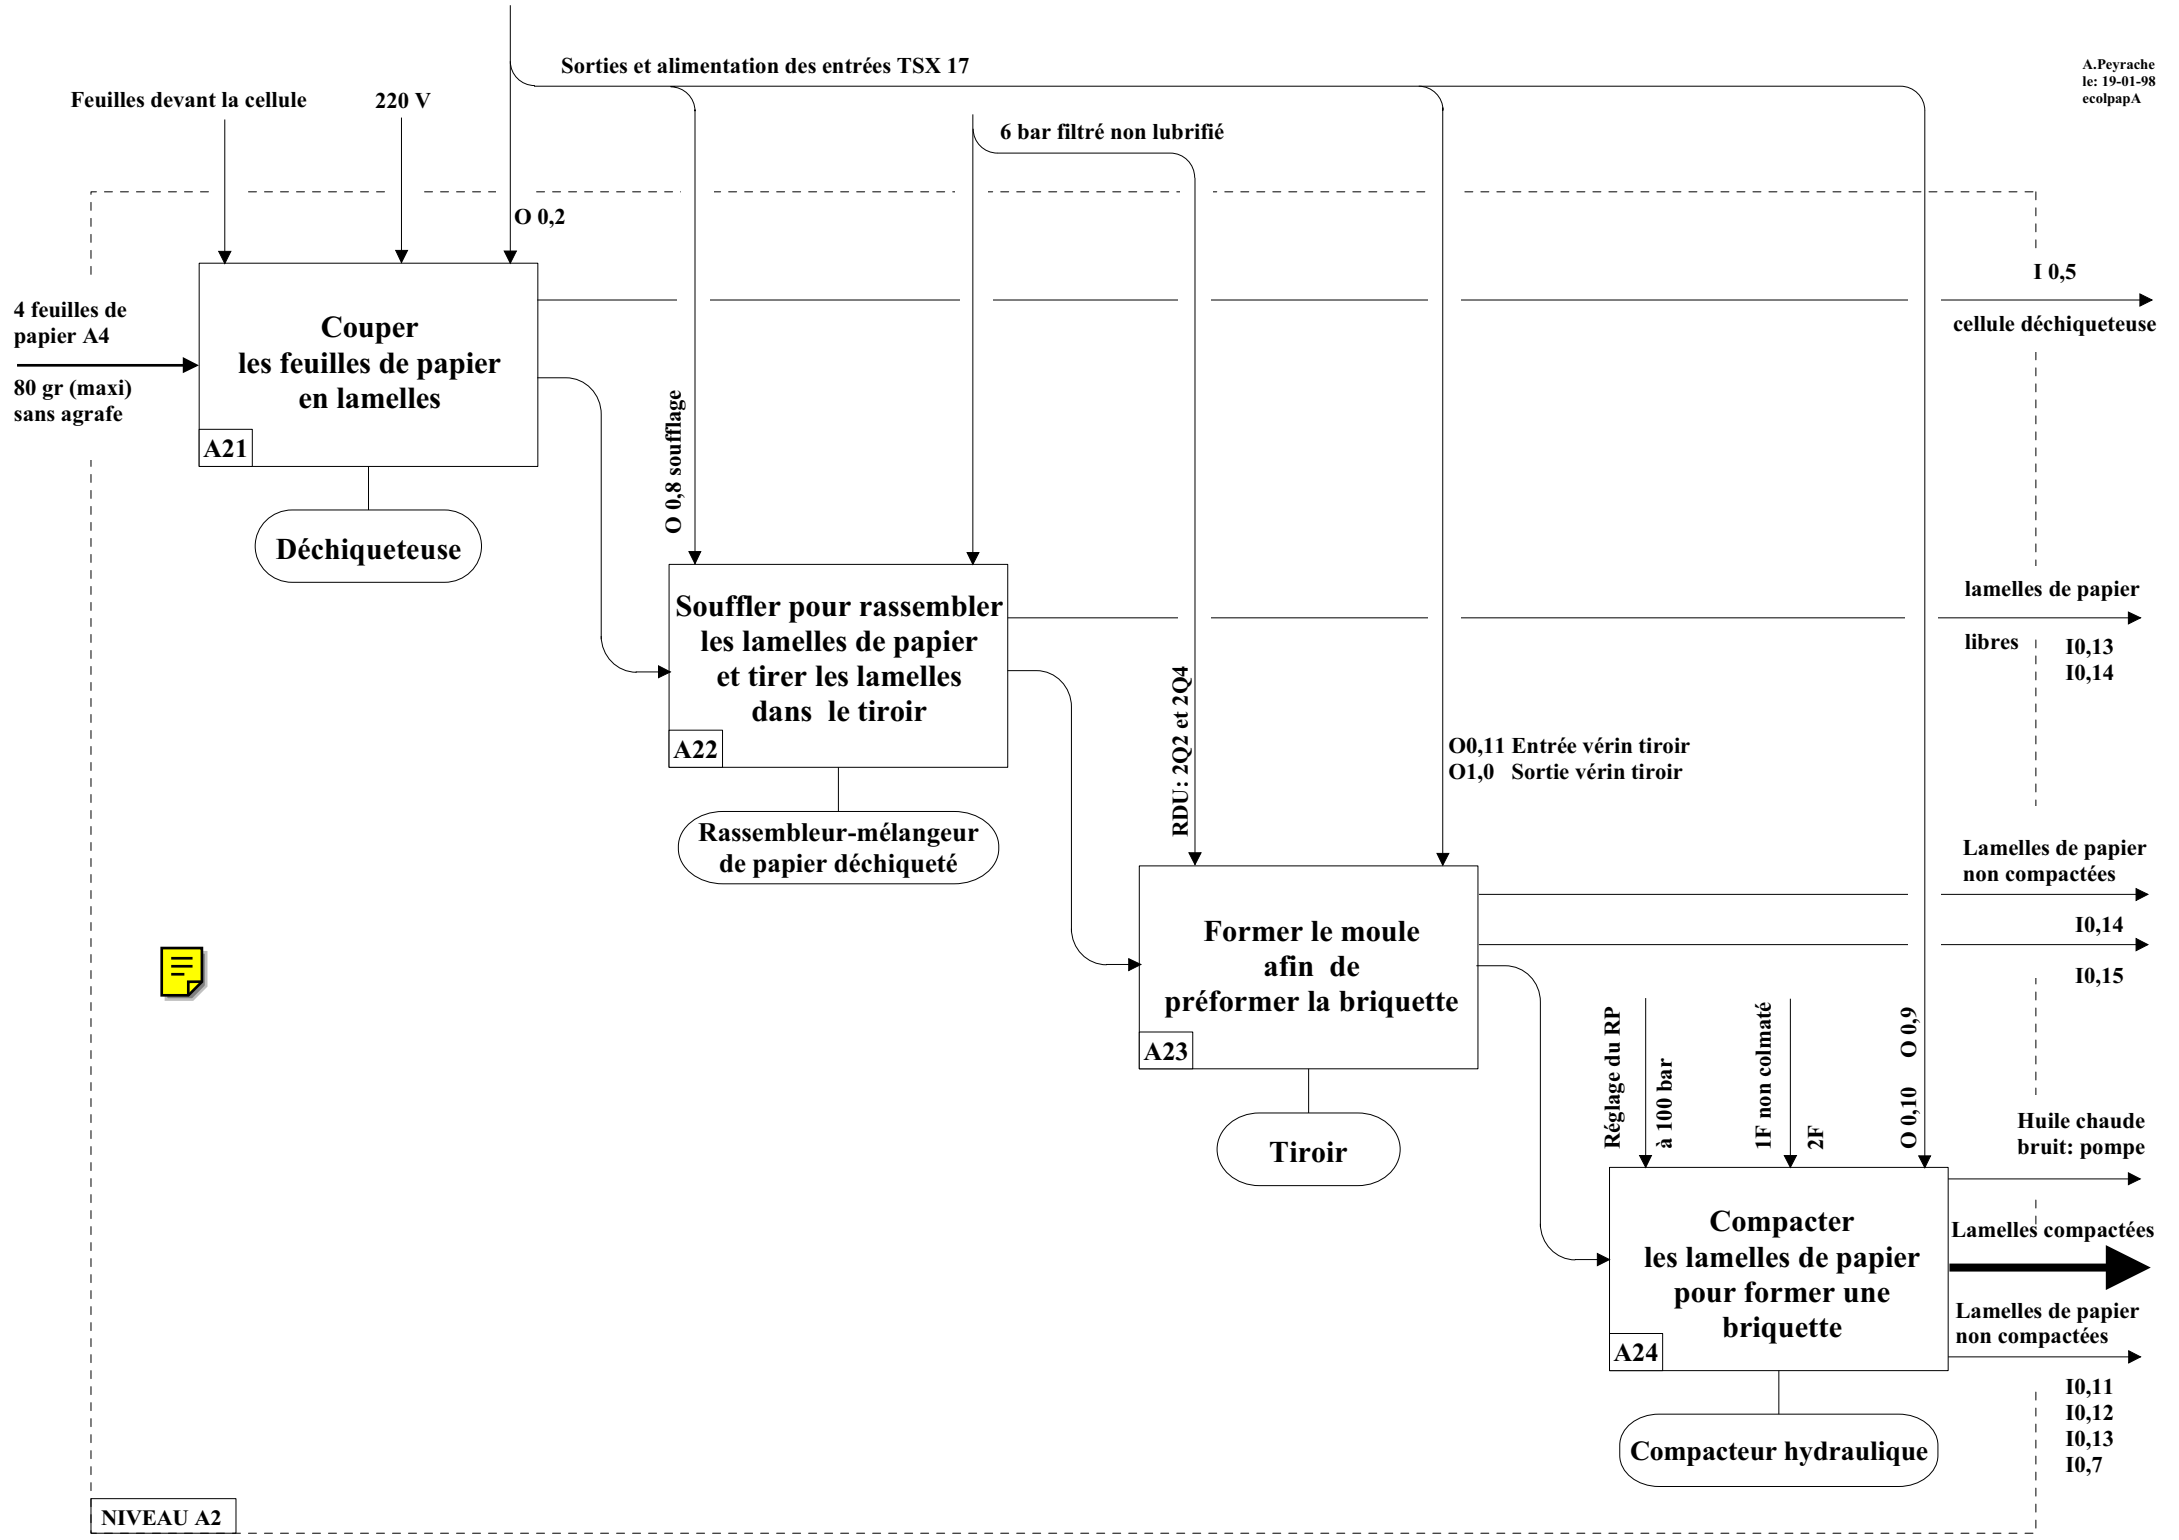 Sorties et alimentation des entrées TSX 17
A.Peyrache
le: 19-01-98
ecolpapA
Feuilles devant la cellule
220 V
6 bar filtré non lubrifié
O 0,2
I 0,5
cellule déchiqueteuse
4 feuilles de
papier A4
80 gr (maxi)
sans agrafe
Couper
les feuilles de papier
en lamelles
A21
Déchiqueteuse
O 0,8 soufflage
Souffler pour rassembler
les lamelles de papier
et tirer les lamelles
dans le tiroir
A22
Rassembleur-mélangeur
de papier déchiqueté
lamelles de papier
libres
I0,13
I0,14
RDU: 2Q2 et 2Q4
O0,11 Entrée vérin tiroir
O1,0 Sortie vérin tiroir
Former le moule
afin de
préformer la briquette
A23
Tiroir
Lamelles de papier
non compactées
I0,14
I0,15
Réglage du RP
à 100 bar
1F non colmaté
2F
O 0,10 O 0,9
Compacter
les lamelles de papier
pour former une
briquette
A24
Compacteur hydraulique
Huile chaude
bruit: pompe
Lamelles compactées
Lamelles de papier
non compactées
I0,11
I0,12
I0,13
I0,7
NIVEAU A2